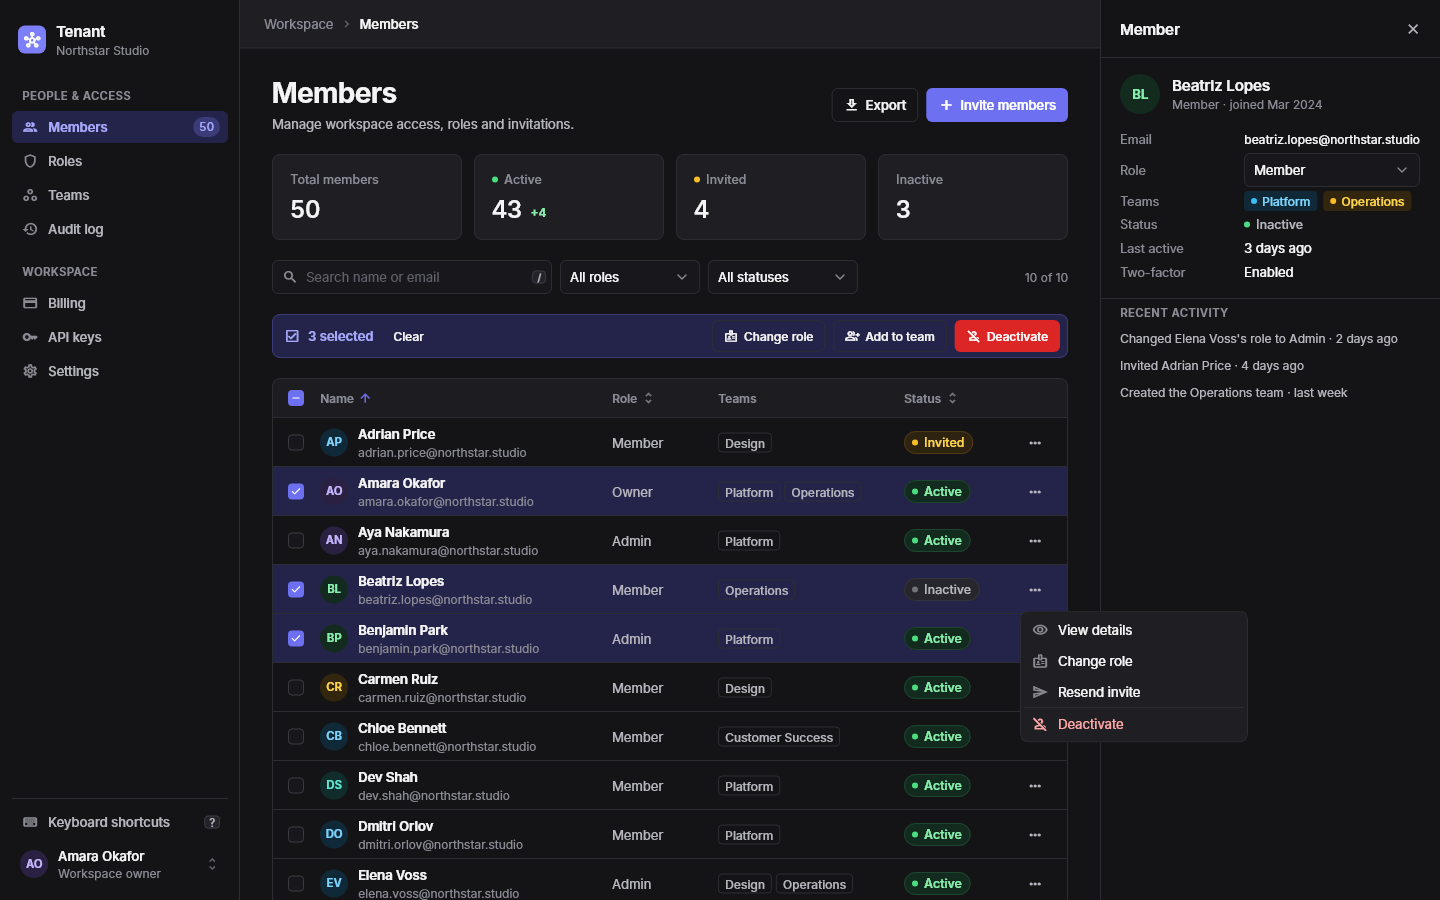 Tenant
Northstar Studio
PEOPLE & ACCESS
Members 50
Roles
Teams
Audit log
WORKSPACE
Billing
API keys
Settings
Keyboard shortcuts ?
AO Amara Okafor
Workspace owner
Workspace Members
Members
Manage workspace access, roles and invitations.
Export
Invite members
Total members
50
Active
43 +4
Invited
4
Inactive
3
Search name or email /
All roles
All statuses
10 of 10
3 selected Clear
Change role
Add to team
Deactivate
Name Role Teams Status
AP Adrian Price
adrian.price@northstar.studio
Member Design Invited
AO Amara Okafor
amara.okafor@northstar.studio
Owner Platform Operations Active
AN Aya Nakamura
aya.nakamura@northstar.studio
Admin Platform Active
BL Beatriz Lopes
beatriz.lopes@northstar.studio
Member Operations Inactive
BP Benjamin Park
benjamin.park@northstar.studio
Admin Platform Active
CR Carmen Ruiz
carmen.ruiz@northstar.studio
Member Design Active
CB Chloe Bennett
chloe.bennett@northstar.studio
Member Customer Success Active
DS Dev Shah
dev.shah@northstar.studio
Member Platform Active
DO Dmitri Orlov
dmitri.orlov@northstar.studio
Member Platform Active
EV Elena Voss
elena.voss@northstar.studio
Admin Design Operations Active
View details
Change role
Resend invite
Deactivate
Member
BL Beatriz Lopes
Member · joined Mar 2024
Email beatriz.lopes@northstar.studio
Role Member
Teams Platform Operations
Status Inactive
Last active 3 days ago
Two-factor Enabled
RECENT ACTIVITY
Changed Elena Voss's role to Admin · 2 days ago
Invited Adrian Price · 4 days ago
Created the Operations team · last week